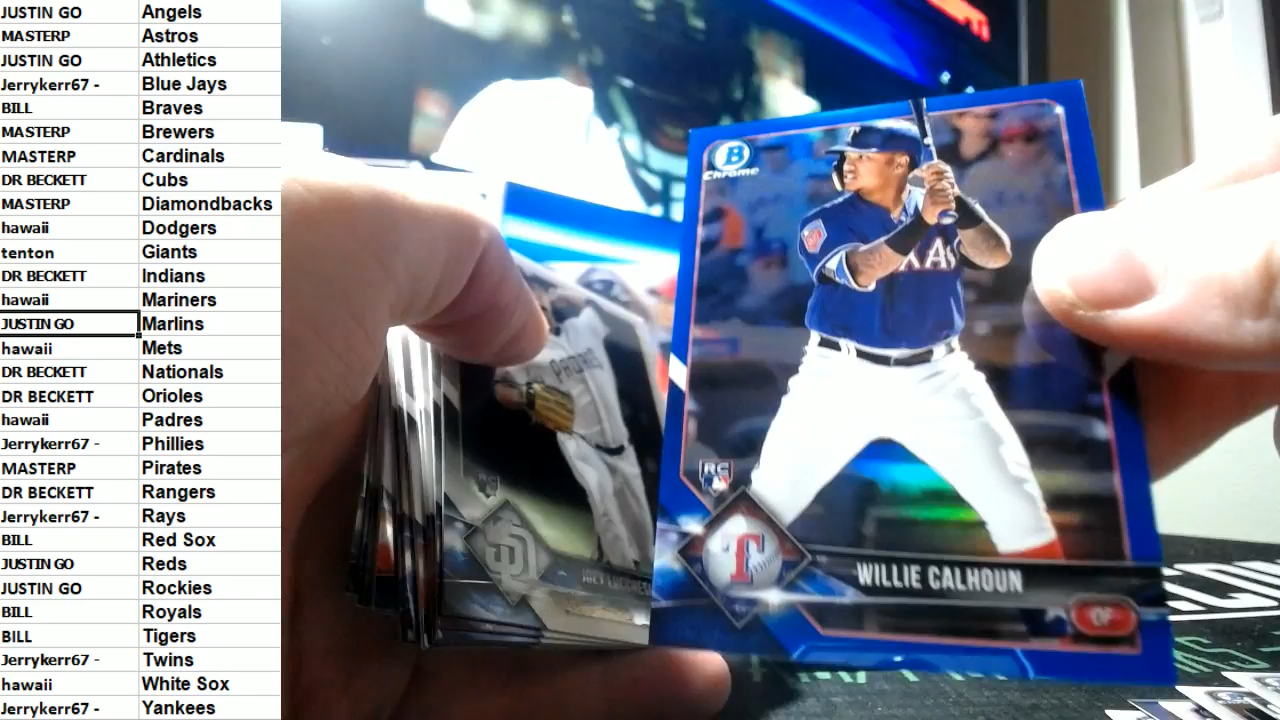 JUSTIN GO Angels
MASTERP Astros
JUSTIN GO Athletics
Jerrykerr67 - Blue Jays
BILL Braves
MASTERP Brewers
MASTERP Cardinals
DR BECKETT Cubs
MASTERP Diamondbacks
hawaii Dodgers
tenton Giants
DR BECKETT Indians
hawaii Mariners
JUSTIN GO Marlins
hawaii Mets
DR BECKETT Nationals
DR BECKETT Orioles
hawaii Padres
Jerrykerr67 - Phillies
MASTERP Pirates
DR BECKETT Rangers
Jerrykerr67 - Rays
BILL Red Sox
JUSTIN GO Reds
JUSTIN GO Rockies
BILL Royals
BILL Tigers
Jerrykerr67 - Twins
hawaii White Sox
Jerrykerr67 - Yankees
B
Chrome
XAS
PADRES
RC
SD
T
WILLIE CALHOUN
OF